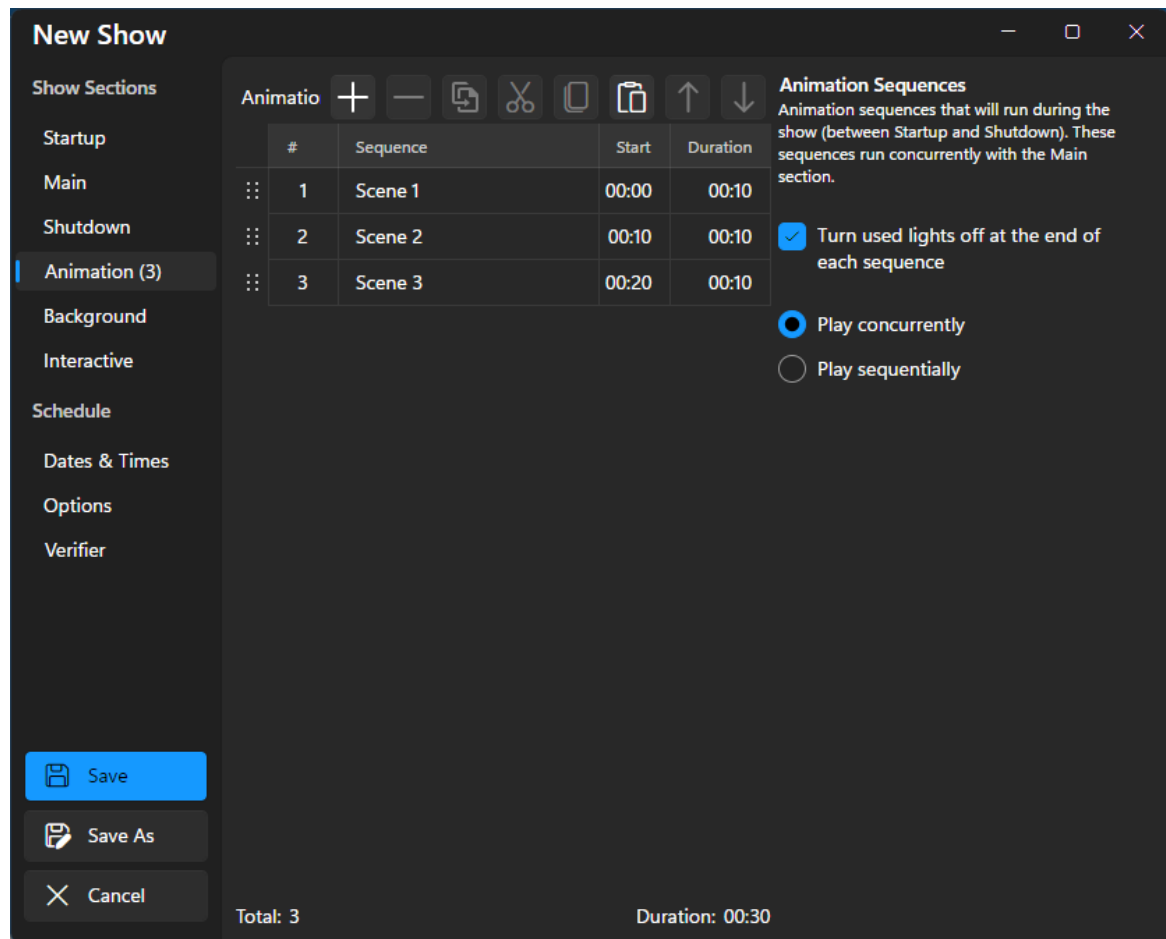 New Show
Show Sections
Startup
Main
Shutdown
Animation (3)
Background
Interactive
Schedule
Dates & Times
Options
Verifier
Save
Save As
Cancel
Animatio
# Sequence Start Duration
1 Scene 1 00:00 00:10
2 Scene 2 00:10 00:10
3 Scene 3 00:20 00:10
Total: 3 Duration: 00:30
Animation Sequences
Animation sequences that will run during the
show (between Startup and Shutdown). These
sequences run concurrently with the Main
section.
Turn used lights off at the end of
each sequence
Play concurrently
Play sequentially